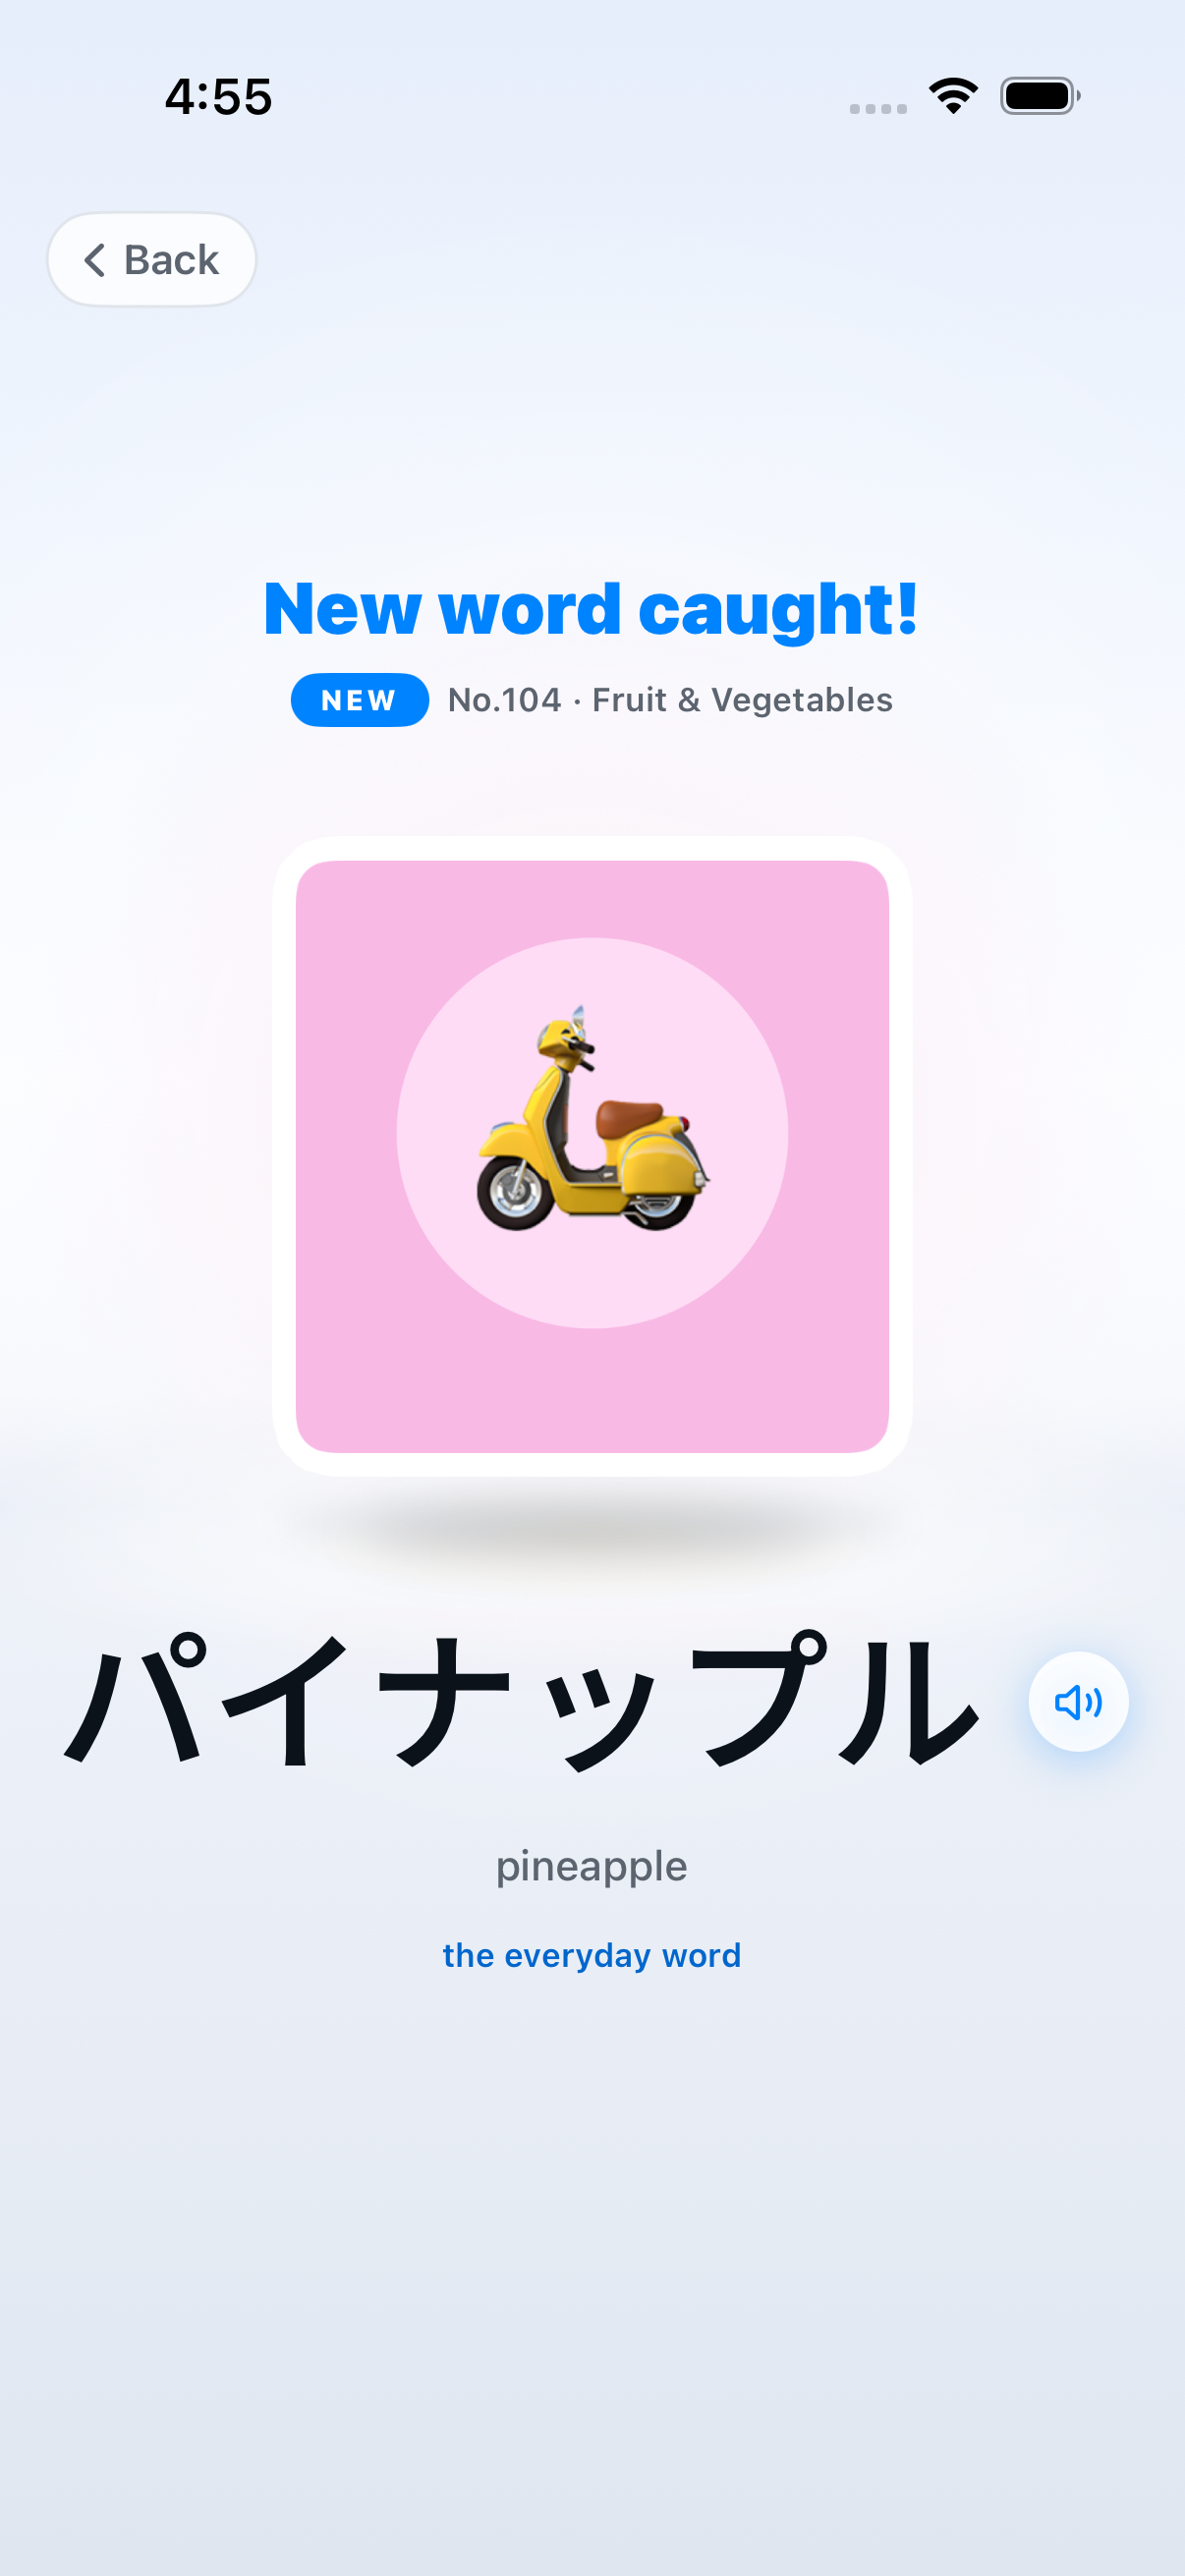 4:55
Back
New word caught!
NEW No.104 · Fruit & Vegetables
パイナップル
pineapple
the everyday word